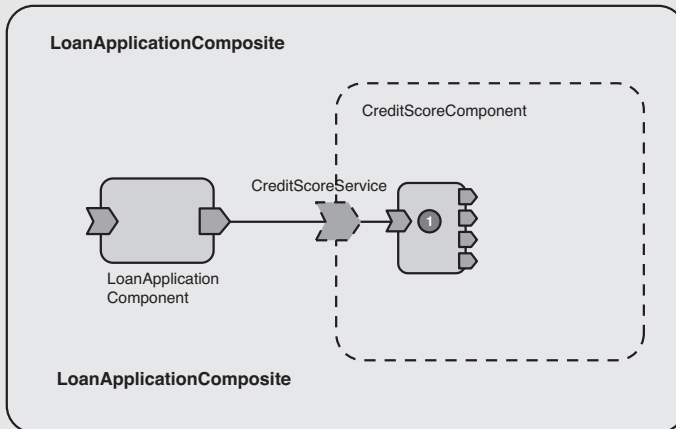 LoanApplicationComposite
CreditScoreComponent
CreditScoreService
1
LoanApplication
Component
LoanApplicationComposite